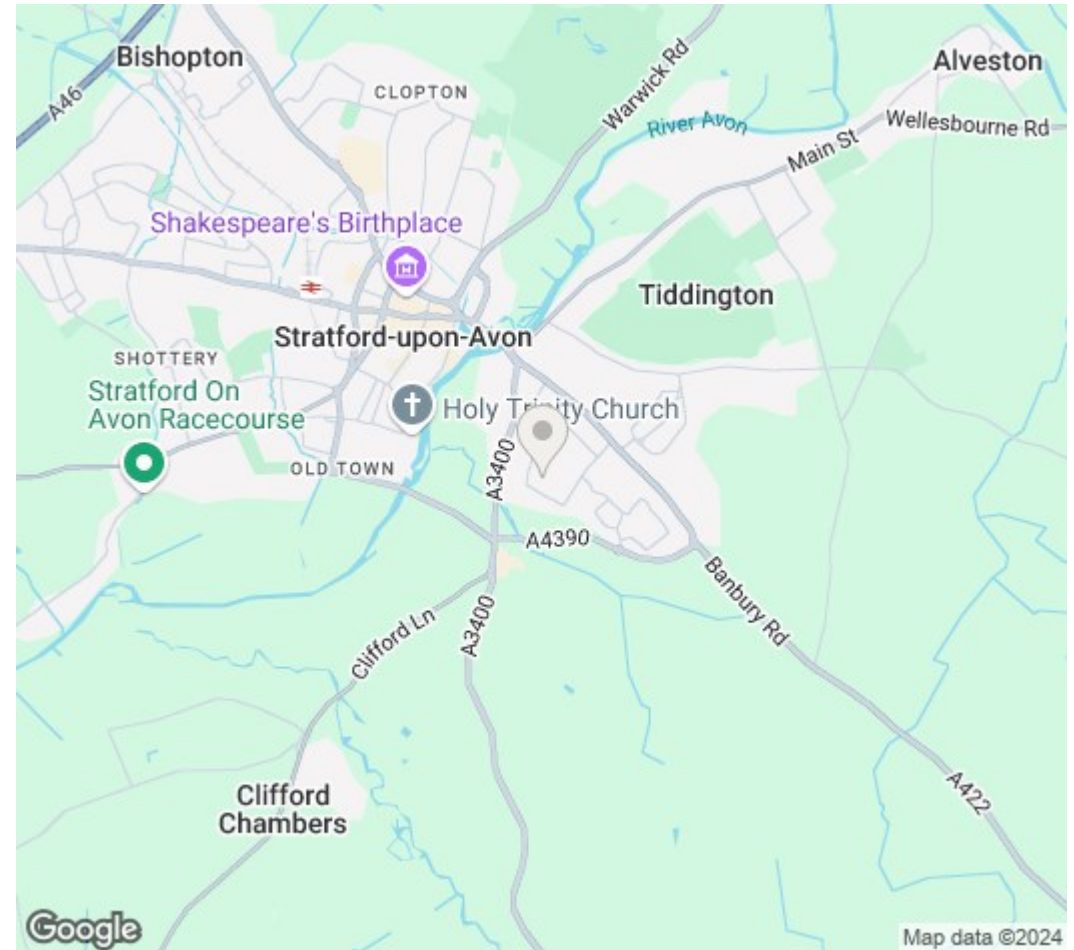 Bishopton
Alveston
CLOPTON
A46
Warwick Rd
River Avon
Wellesbourne Rd
Main St
Shakespeare's Birthplace
Tiddington
Stratford-upon-Avon
SHOTTERY
Stratford On
Avon Racecourse
Holy Trinity Church
OLD TOWN
A3400
A4390
Banbury Rd
Clifford Ln
A3400
A422
Clifford
Chambers
Google
Map data ©2024